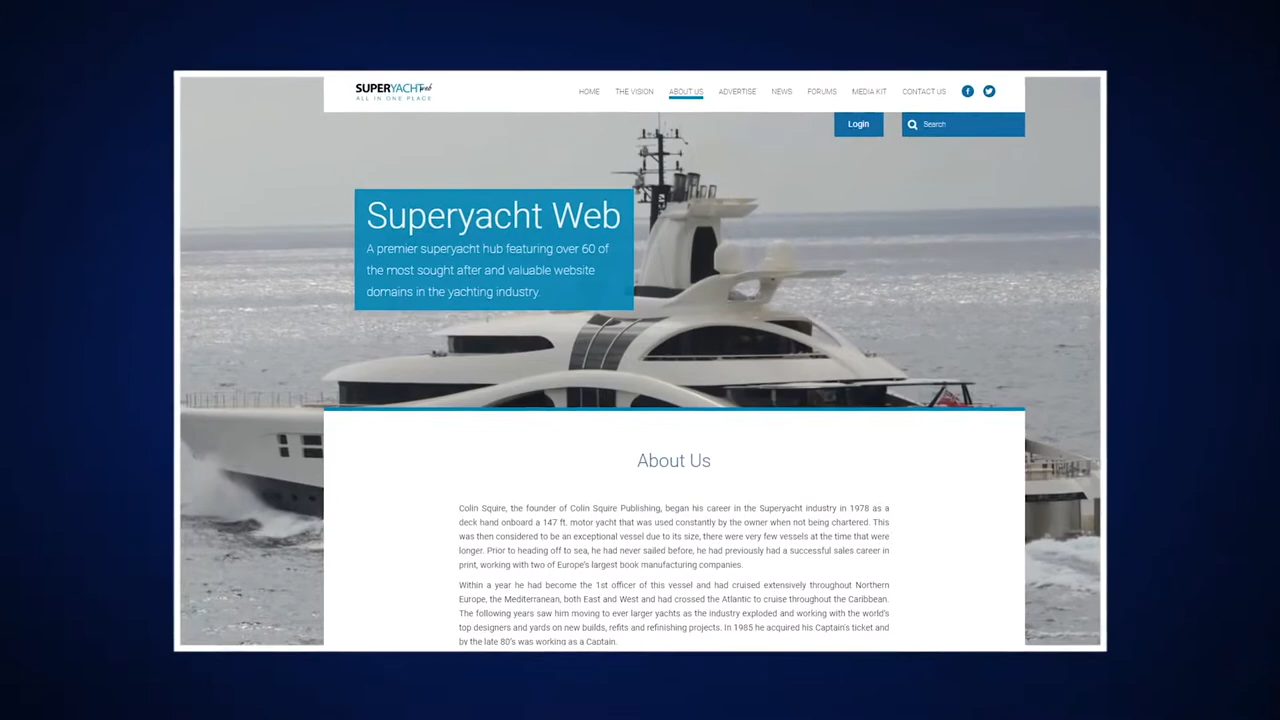 SUPERYACHTweb
ALL IN ONE PLACE
HOME THE VISION ABOUT US ADVERTISE NEWS FORUMS MEDIA KIT CONTACT US
Login Search
Superyacht Web
A premier superyacht hub featuring over 60 of
the most sought after and valuable website
domains in the yachting industry.
About Us
Colin Squire, the founder of Colin Squire Publishing, began his career in the Superyacht industry in 1978 as a
deck hand onboard a 147 ft. motor yacht that was used constantly by the owner when not being chartered. This
was then considered to be an exceptional vessel due to its size, there were very few vessels at the time that were
longer. Prior to heading off to sea, he had never sailed before, he had previously had a successful sales career in
print, working with two of Europe's largest book manufacturing companies.
Within a year he had become the 1st officer of this vessel and had cruised extensively throughout Northern
Europe, the Mediterranean, both East and West and had crossed the Atlantic to cruise throughout the Caribbean.
The following years saw him moving to ever larger yachts as the industry exploded and working with the world's
top designers and yards on new builds, refits and refinishing projects. In 1985 he acquired his Captain's ticket and
by the late 80's was working as a Captain.